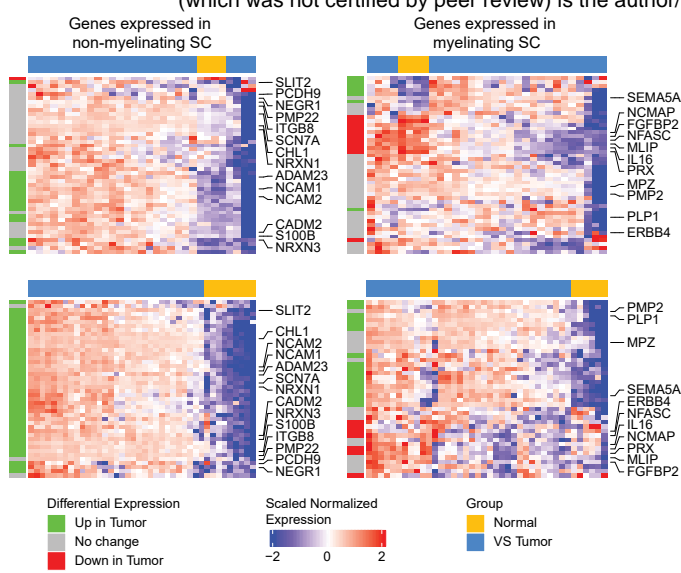 (which was not certified by peer review) is the author/
Genes expressed in
non-myelinating SC
Genes expressed in
myelinating SC
SLIT2
PCDH9
NEGR1
PMP22
ITGB8
SCN7A
CHL1
NRXN1
ADAM23
NCAM1
NCAM2
CADM2
S100B
NRXN3
SEMA5A
NCMAP
FGFBP2
NFASC
MLIP
IL16
PRX
MPZ
PMP2
PLP1
ERBB4
SLIT2
CHL1
NCAM2
NCAM1
ADAM23
SCN7A
NRXN1
CADM2
NRXN3
S100B
ITGB8
PMP22
PCDH9
NEGR1
PMP2
PLP1
MPZ
SEMA5A
ERBB4
NFASC
IL16
NCMAP
PRX
MLIP
FGFBP2
Differential Expression
Up in Tumor
No change
Down in Tumor
Scaled Normalized
Expression
−2 0 2
Group
Normal
VS Tumor